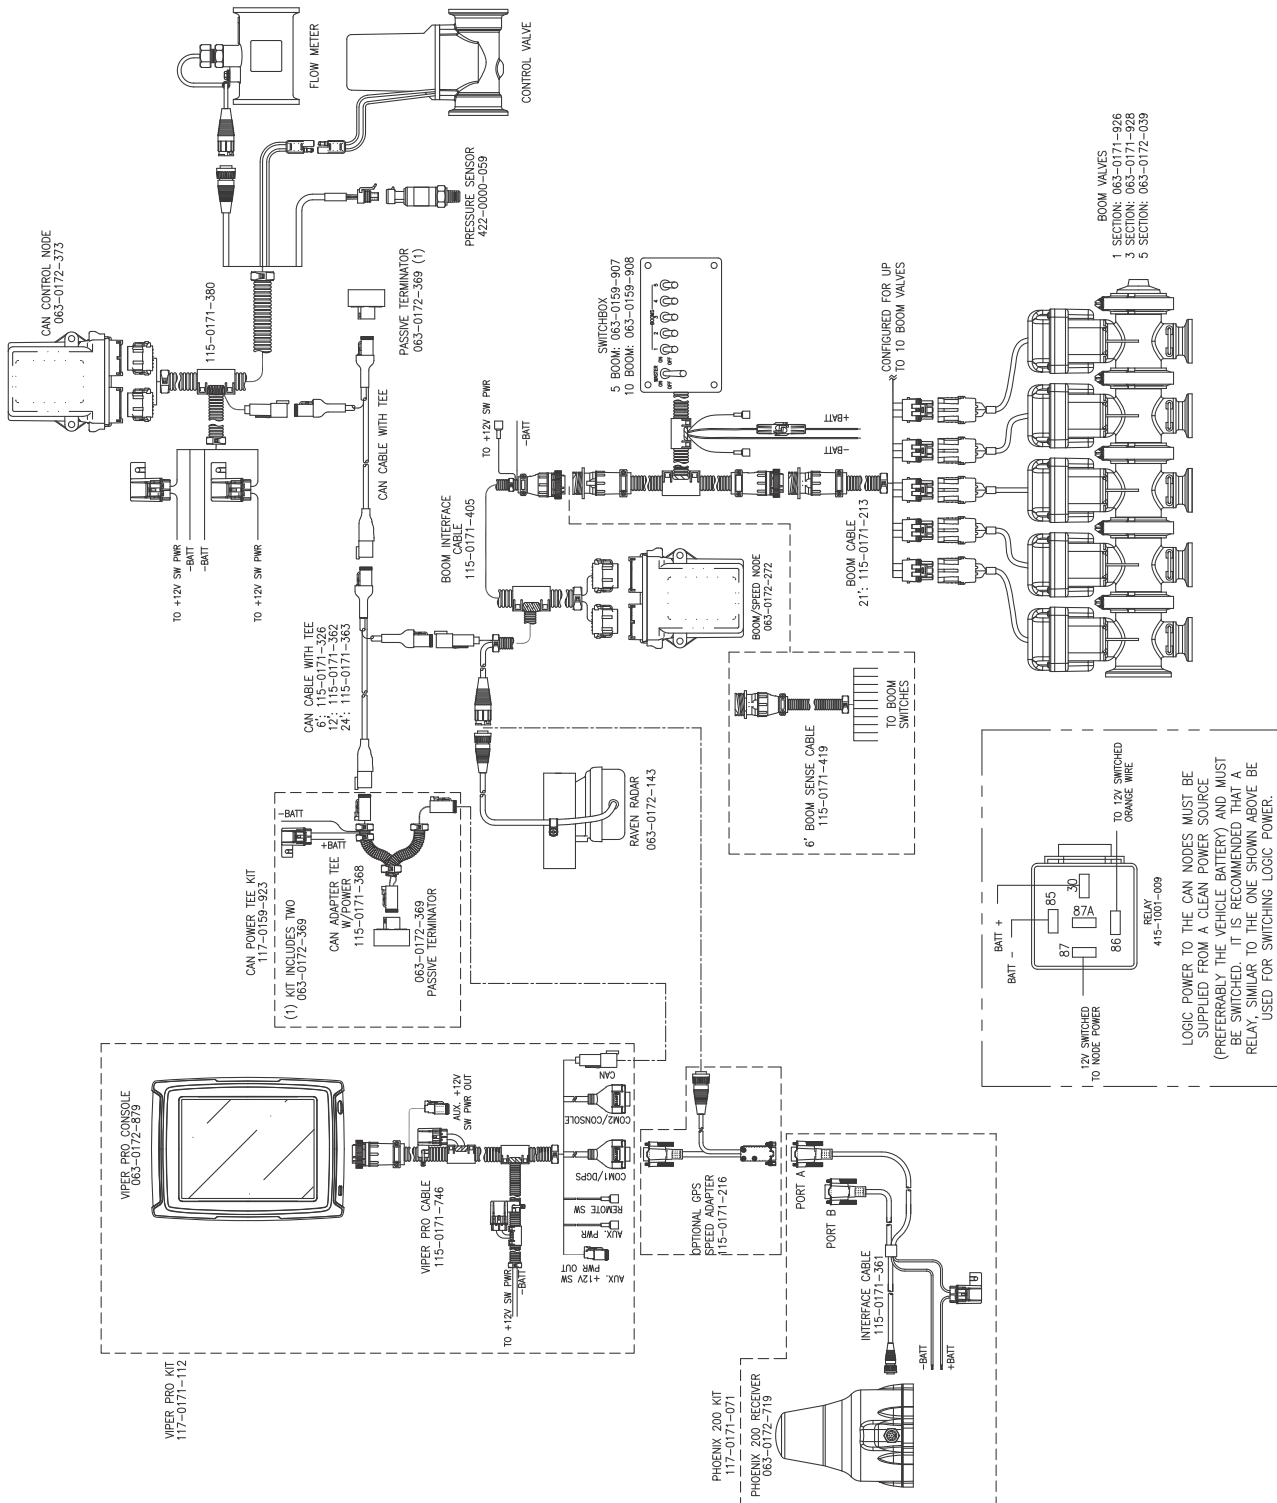 FLOW METER
CONTROL VALVE
PRESSURE SENSOR
422-0000-059
CAN CONTROL NODE
063-0172-373
115-0171-380
PASSIVE TERMINATOR
063-0172-369 (1)
CAN CABLE WITH TEE
TO +12V SW PWR
-BATT
-BATT
TO +12V SW PWR
CAN CABLE WITH TEE
6': 115-0171-326
12': 115-0171-362
24': 115-0171-363
BOOM INTERFACE
CABLE
115-0171-405
TO +12V SW PWR
-BATT
SWITCHBOX
5 BOOM: 063-0159-907
10 BOOM: 063-0159-908
MASTER
ON
OFF
BOOMS
1 2 3 4 5
ON
OFF
+BATT
-BATT
CONFIGURED FOR UP
TO 10 BOOM VALVES
BOOM VALVES
1 SECTION: 063-0171-926
3 SECTION: 063-0171-928
5 SECTION: 063-0172-039
BOOM CABLE
21': 115-0171-213
BOOM/SPEED NODE
063-0172-272
6' BOOM SENSE CABLE
115-0171-419
TO BOOM
SWITCHES
RAVEN RADAR
063-0172-143
CAN POWER TEE KIT
117-0159-923
(1) KIT INCLUDES TWO
063-0172-369
-BATT
+BATT
CAN ADAPTER TEE
W/POWER
115-0171-368
063-0172-369
PASSIVE TERMINATOR
VIPER PRO KIT
117-0171-112
VIPER PRO CONSOLE
063-0172-879
VIPER PRO CABLE
115-0171-746
AUX. +12V
SW PWR OUT
TO +12V SW PWR
-BATT
CAN
COM2/CONSOLE
COM1/DGPS
REMOTE SW
AUX. PWR
AUX. +12V SW
PWR OUT
OPTIONAL GPS
SPEED ADAPTER
115-0171-216
PORT A
PORT B
INTERFACE CABLE
115-0171-361
-BATT
+BATT
PHOENIX 200 KIT
117-0171-071
PHOENIX 200 RECEIVER
063-0172-719
BATT +
BATT -
85
30
87A
87
86
TO 12V SWITCHED
ORANGE WIRE
12V SWITCHED
TO NODE POWER
RELAY
415-1001-009
LOGIC POWER TO THE CAN NODES MUST BE
SUPPLIED FROM A CLEAN POWER SOURCE
(PREFERRABLY THE VEHICLE BATTERY) AND MUST
BE SWITCHED. IT IS RECOMMENDED THAT A
RELAY, SIMILAR TO THE ONE SHOWN ABOVE BE
USED FOR SWITCHING LOGIC POWER.